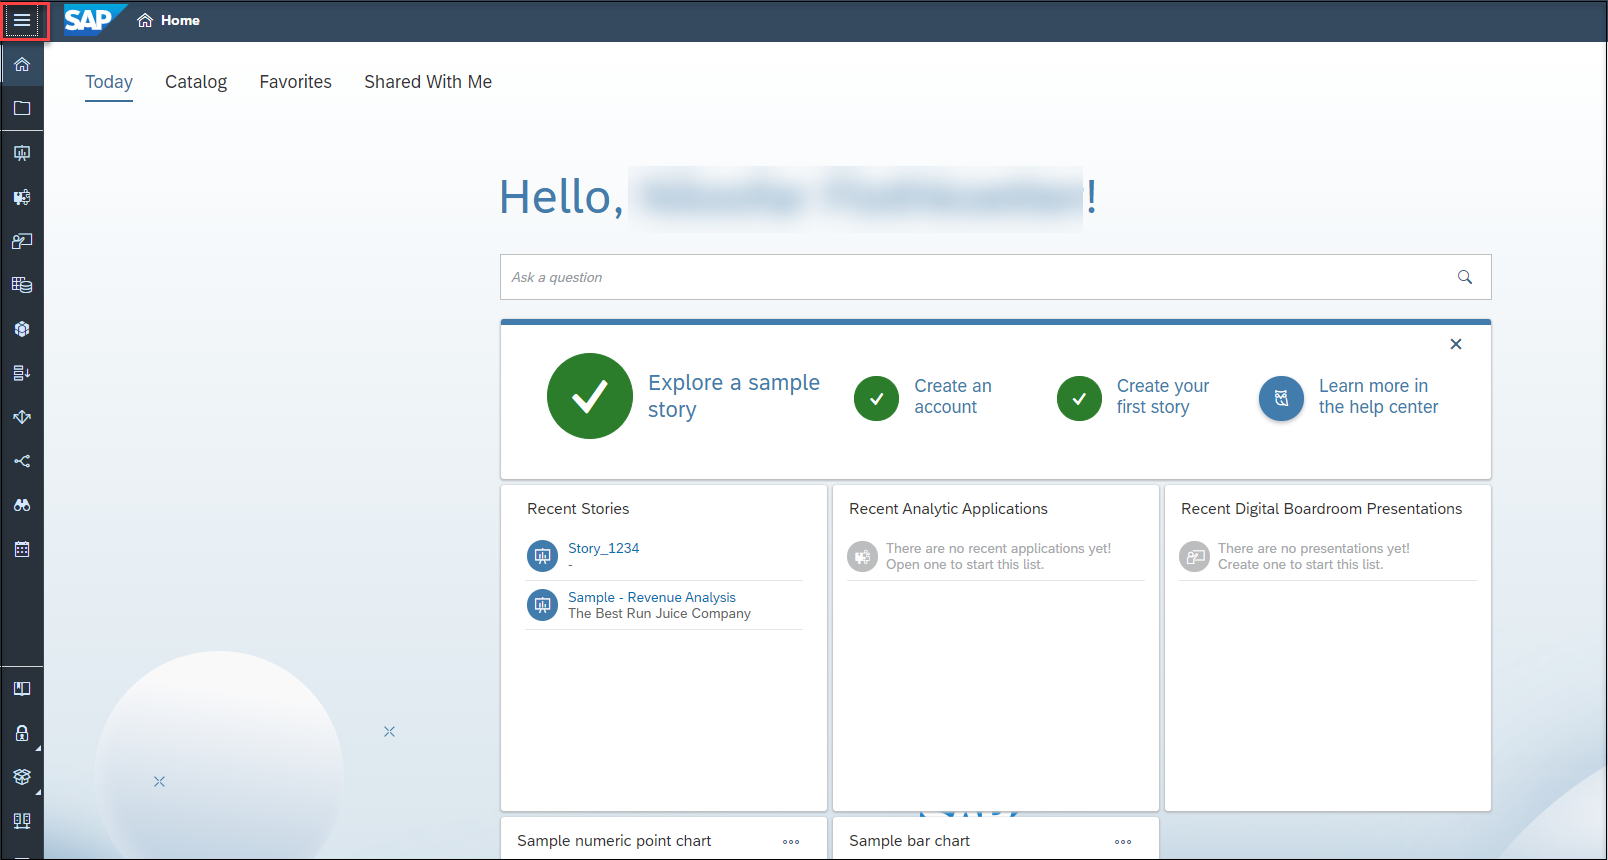 SAP Home
Today Catalog Favorites Shared With Me
Hello, !
Ask a question
Explore a sample
story
Create an
account
Create your
first story
Learn more in
the help center
Recent Stories
Story_1234
-
Sample - Revenue Analysis
The Best Run Juice Company
Recent Analytic Applications
There are no recent applications yet!
Open one to start this list.
Recent Digital Boardroom Presentations
There are no presentations yet!
Create one to start this list.
Sample numeric point chart
Sample bar chart